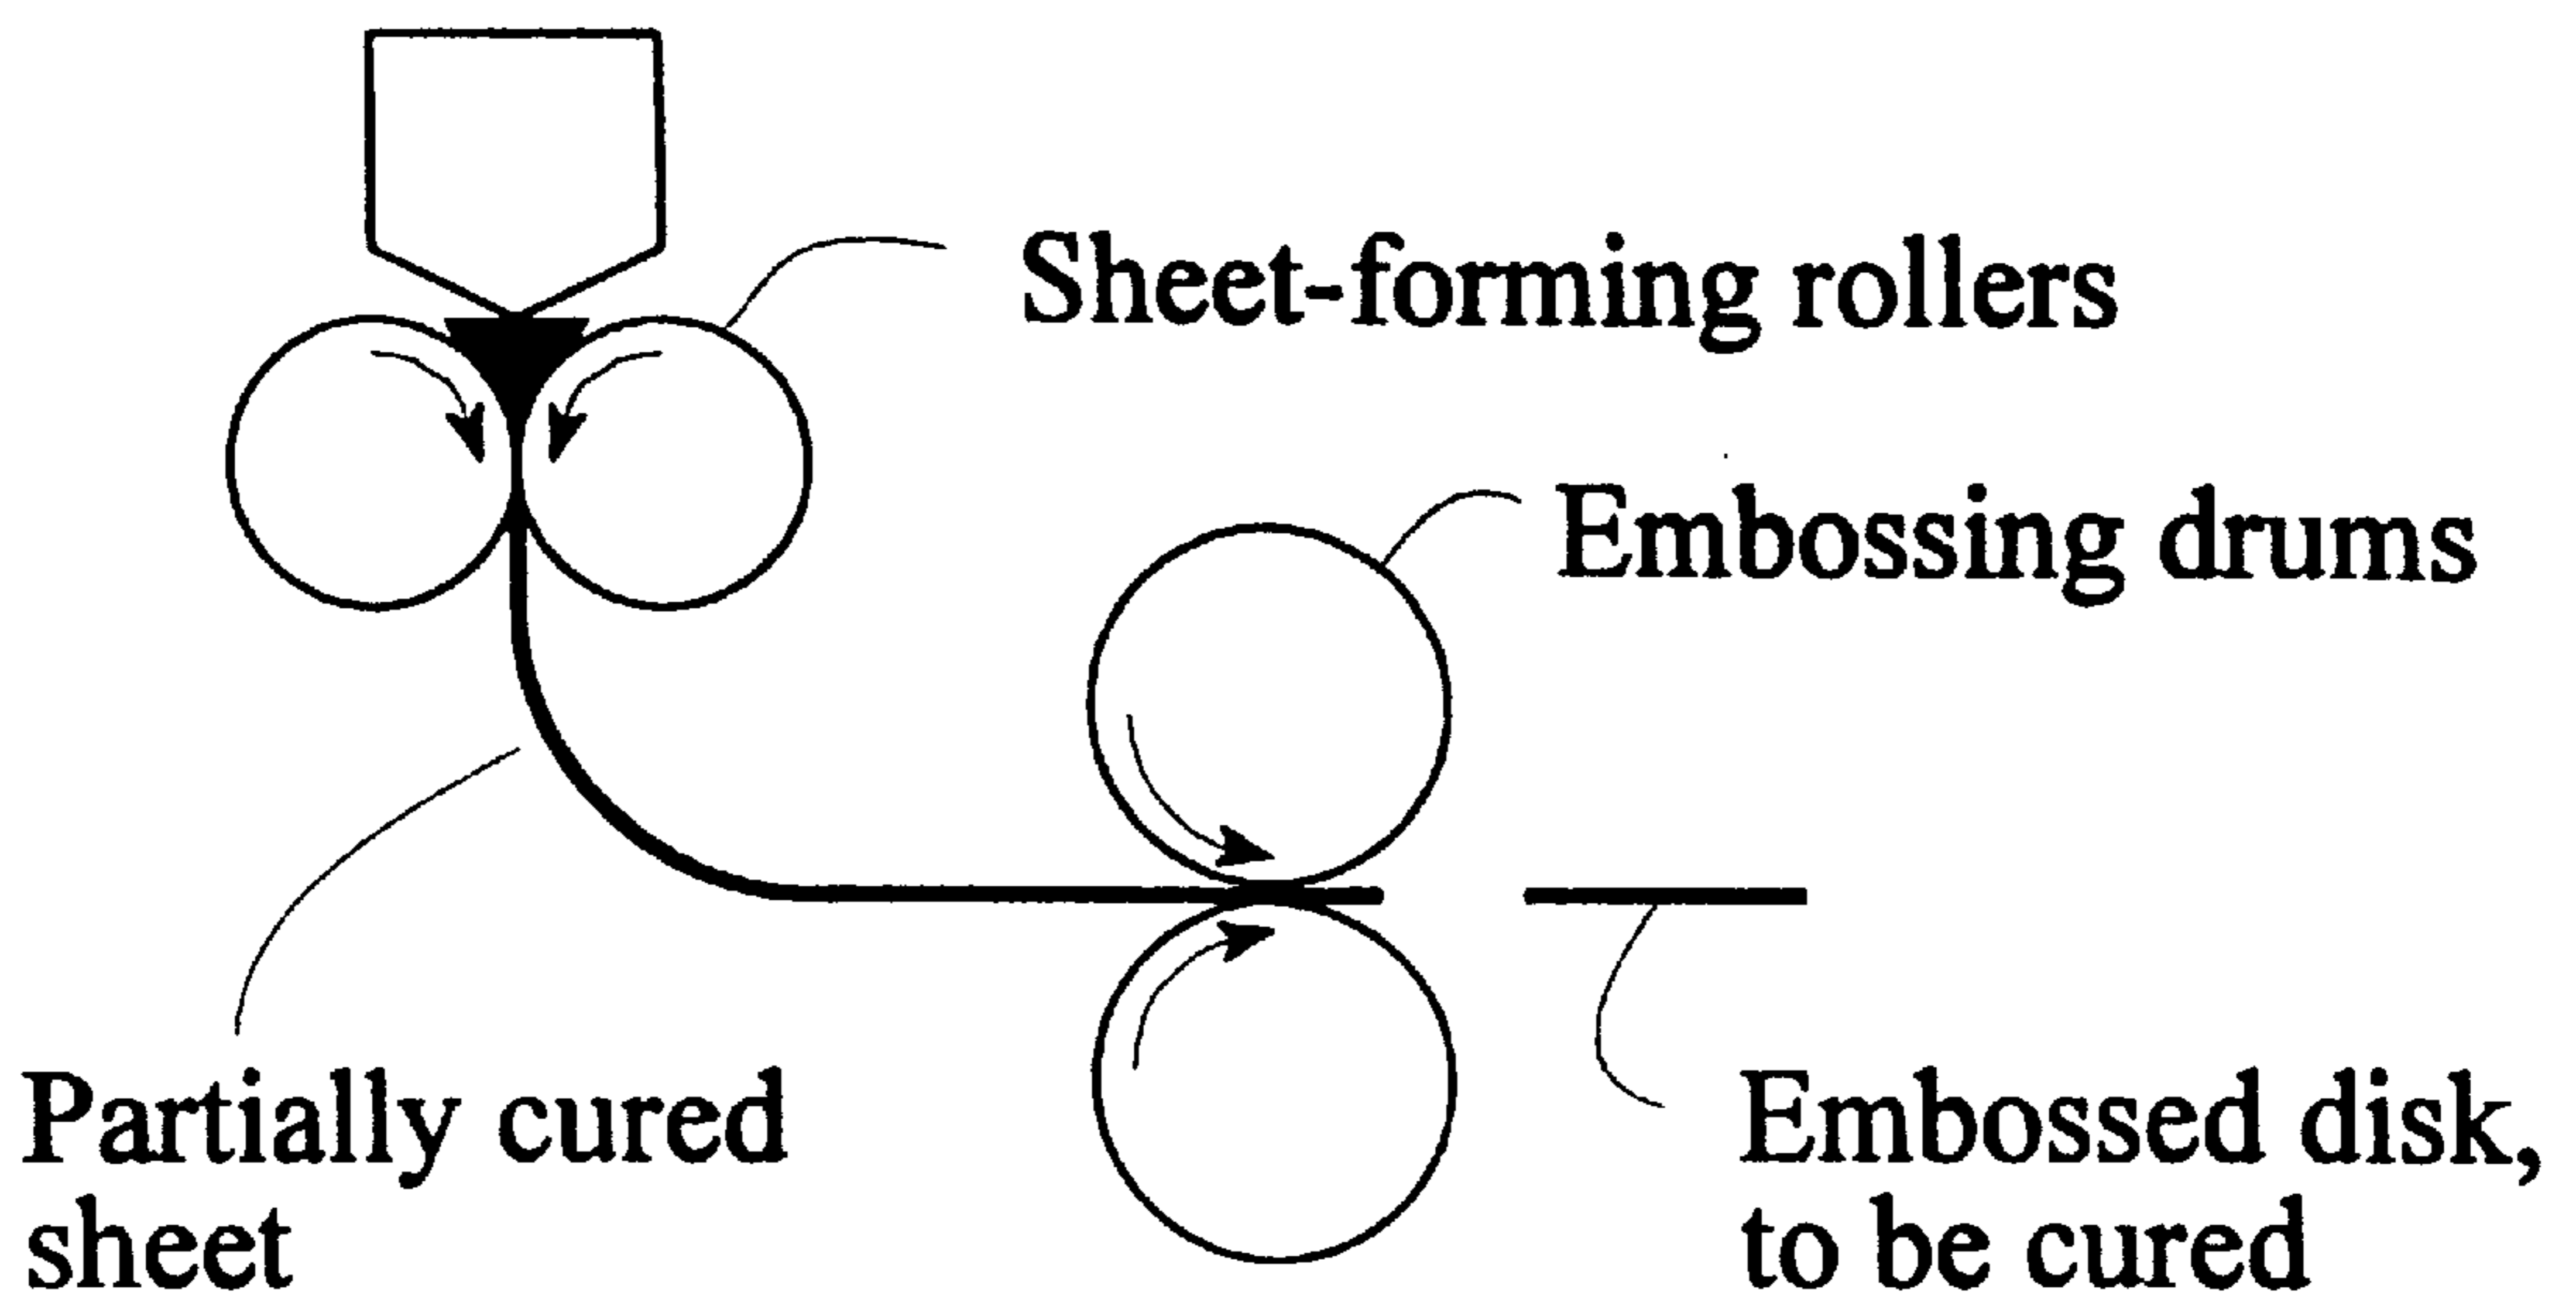 Sheet-forming rollers
Embossing drums
Partially cured
sheet
Embossed disk,
to be cured